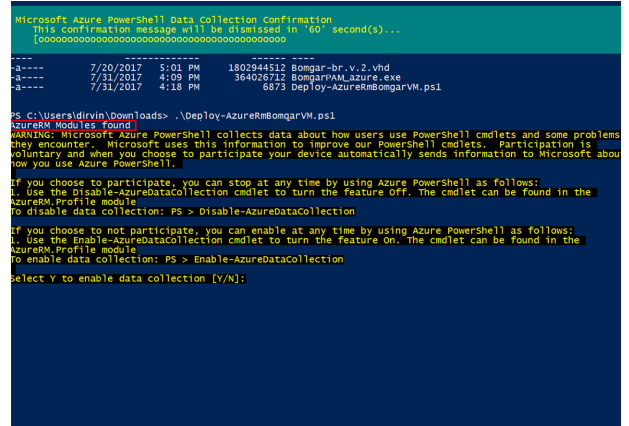 Microsoft Azure PowerShell Data Collection Confirmation
This confirmation message will be dismissed in '60' second(s)...
[ooooooooooooooooooooooooooooooooooooooooooooo
---- ------------- ------ ----
-a---- 7/20/2017 5:01 PM 1802944512 Bomgar-br.v.2.vhd
-a---- 7/31/2017 4:09 PM 364026712 BomgarPAM_azure.exe
-a---- 7/31/2017 4:18 PM 6873 Deploy-AzureRmBomgarVM.ps1
PS C:\Users\dirvin\Downloads> .\Deploy-AzureRmBomgarVM.ps1
AzureRM Modules found
WARNING: Microsoft Azure PowerShell collects data about how users use PowerShell cmdlets and some problems
they encounter. Microsoft uses this information to improve our PowerShell cmdlets. Participation is
voluntary and when you choose to participate your device automatically sends information to Microsoft abou
how you use Azure PowerShell.
If you choose to participate, you can stop at any time by using Azure PowerShell as follows:
1. Use the Disable-AzureDataCollection cmdlet to turn the feature Off. The cmdlet can be found in the
AzureRM.Profile module
To disable data collection: PS > Disable-AzureDataCollection
If you choose to not participate, you can enable at any time by using Azure PowerShell as follows:
1. Use the Enable-AzureDataCollection cmdlet to turn the feature On. The cmdlet can be found in the
AzureRM.Profile module
To enable data collection: PS > Enable-AzureDataCollection
Select Y to enable data collection [Y/N]: